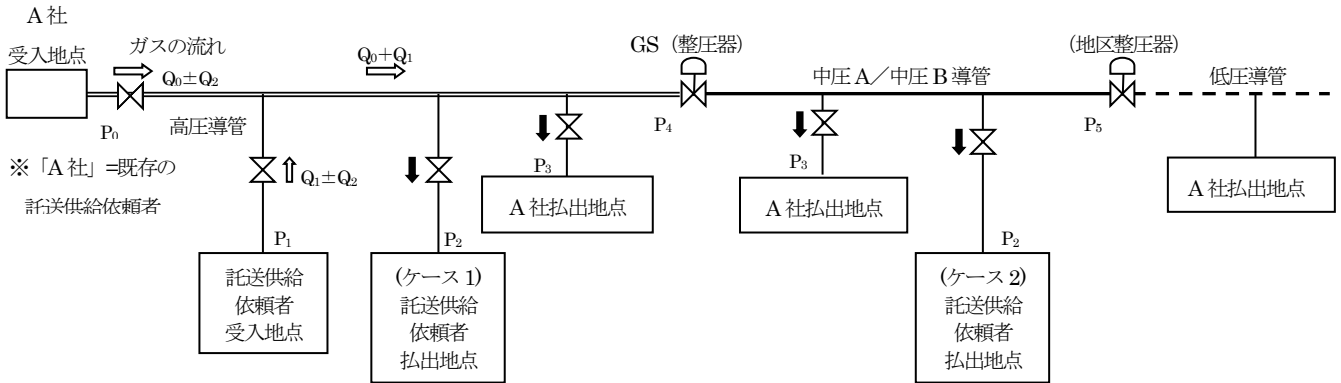 A社
受入地点
ガスの流れ
Q₀±Q₂
Q₀+Q₁
GS（整圧器）
中圧A／中圧B導管
（地区整圧器）
低圧導管
P₀
高圧導管
P₄
P₅
※「A社」=既存の
託送供給依頼者
Q₁±Q₂
P₃
A社払出地点
P₃
A社払出地点
A社払出地点
P₁
託送供給
依頼者
受入地点
P₂
(ケース1)
託送供給
依頼者
払出地点
P₂
(ケース2)
託送供給
依頼者
払出地点